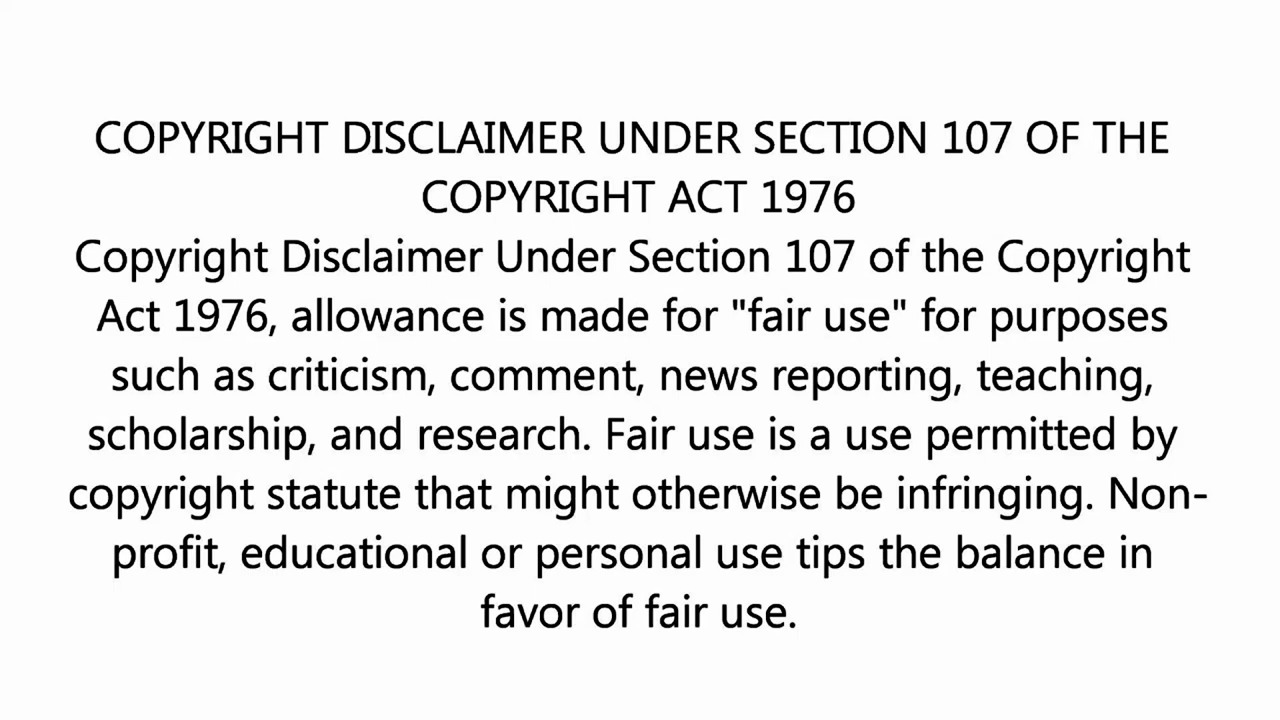 COPYRIGHT DISCLAIMER UNDER SECTION 107 OF THE
COPYRIGHT ACT 1976
Copyright Disclaimer Under Section 107 of the Copyright
Act 1976, allowance is made for "fair use" for purposes
such as criticism, comment, news reporting, teaching,
scholarship, and research. Fair use is a use permitted by
copyright statute that might otherwise be infringing. Non-
profit, educational or personal use tips the balance in
favor of fair use.